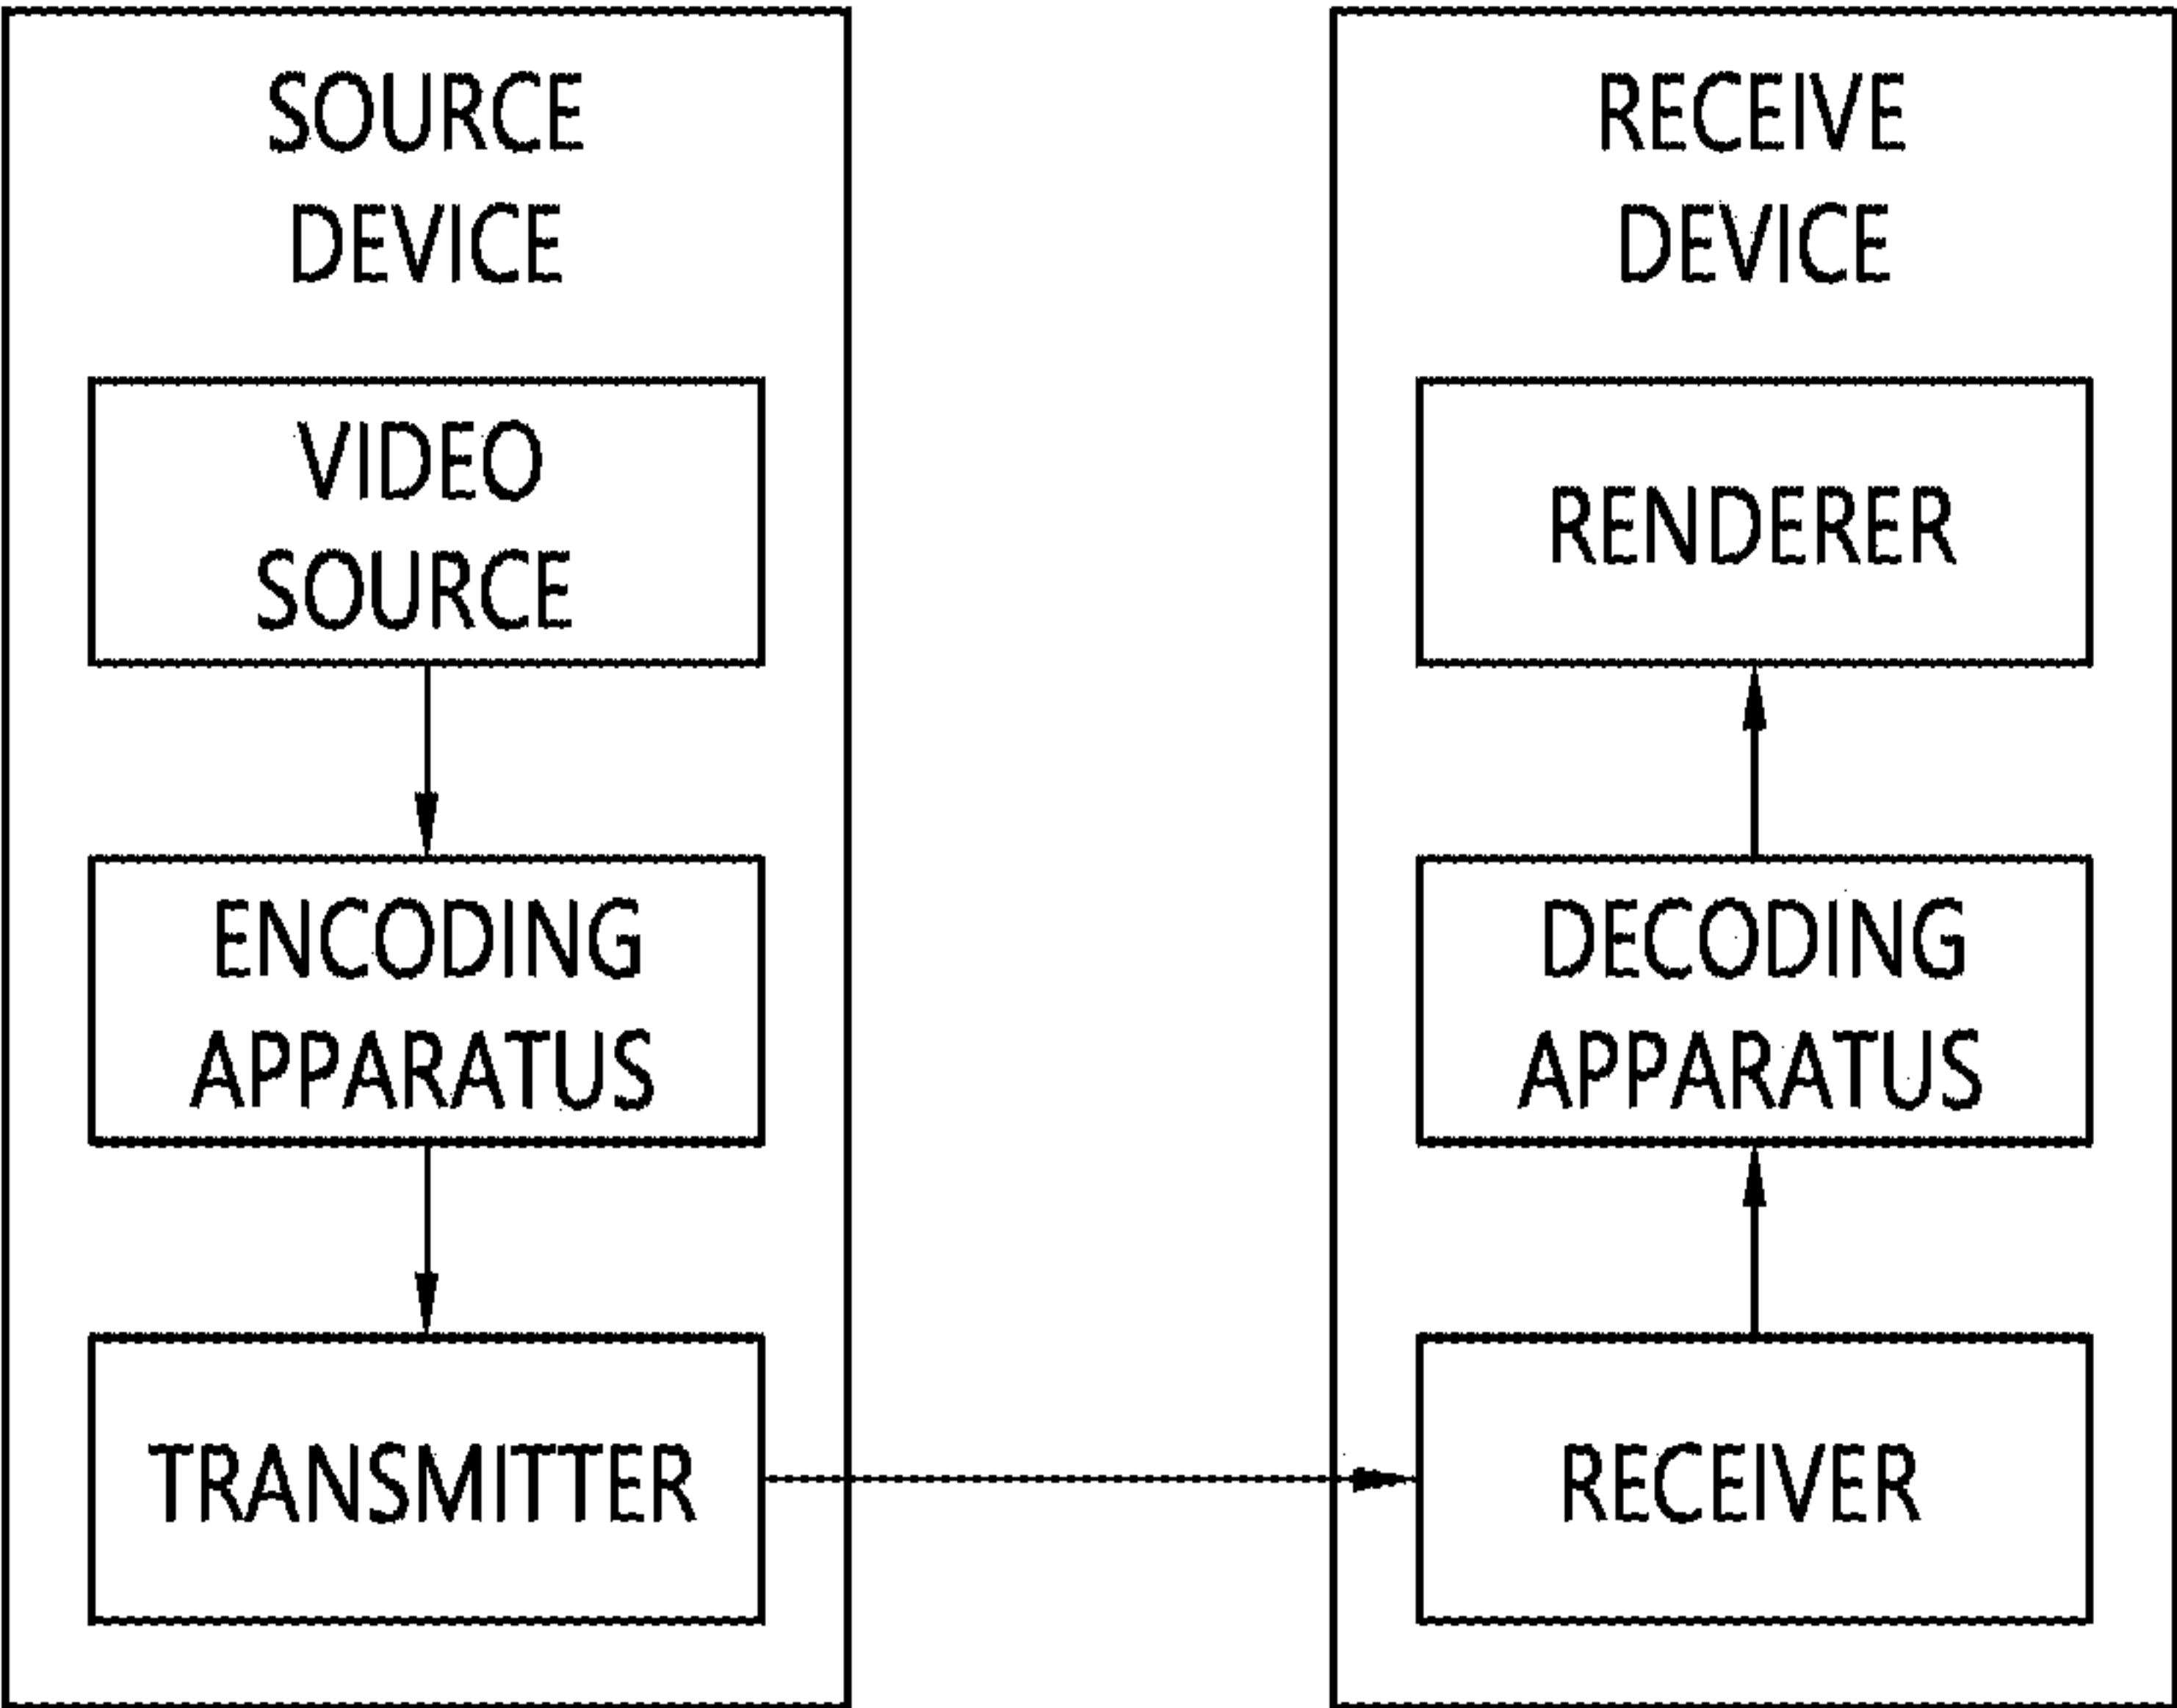 SOURCE
DEVICE
VIDEO
SOURCE
ENCODING
APPARATUS
TRANSMITTER
RECEIVE
DEVICE
RENDERER
DECODING
APPARATUS
RECEIVER